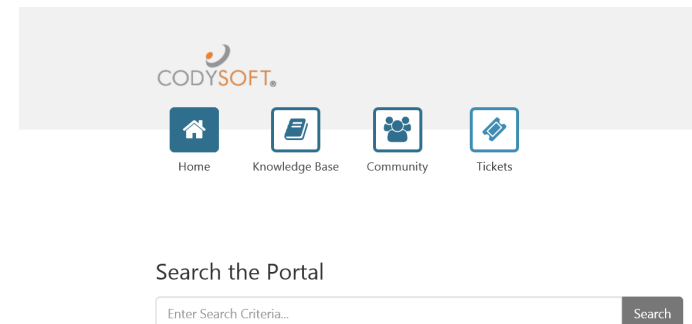 CODYSOFT®
Home Knowledge Base Community Tickets
Search the Portal
Enter Search Criteria... Search